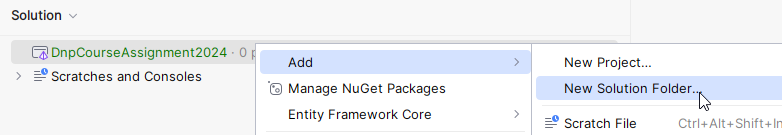 Solution
DnpCourseAssignment2024 · 0
Add
New Project...
Scratches and Consoles
Manage NuGet Packages
New Solution Folder...
Entity Framework Core
Scratch File Ctrl+Alt+Shift+In